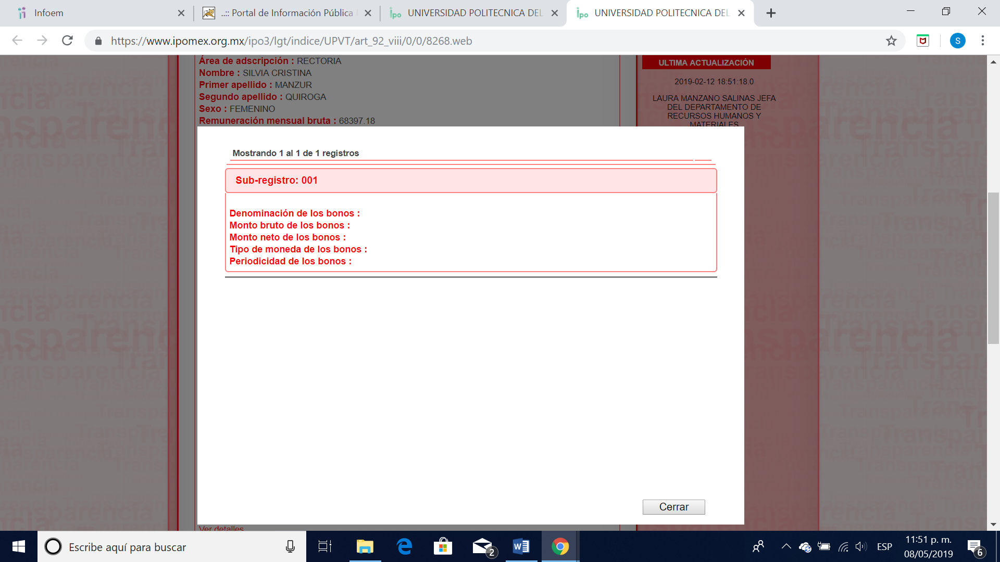 Infoem
..:: Portal de Información Pública
UNIVERSIDAD POLITECNICA DEL
UNIVERSIDAD POLITECNICA DEL
https://www.ipomex.org.mx/ipo3/lgt/indice/UPVT/art_92_viii/0/0/8268.web
S
Área de adscripción : RECTORIA
Nombre : SILVIA CRISTINA
Primer apellido : MANZUR
Segundo apellido : QUIROGA
Sexo : FEMENINO
Remuneración mensual bruta : 68397.18
ULTIMA ACTUALIZACIÓN
2019-02-12 18:51:18.0
LAURA MANZANO SALINAS JEFA
DEL DEPARTAMENTO DE
RECURSOS HUMANOS Y
MATERIALES
Mostrando 1 al 1 de 1 registros
Sub-registro: 001
Denominación de los bonos :
Monto bruto de los bonos :
Monto neto de los bonos :
Tipo de moneda de los bonos :
Periodicidad de los bonos :
Cerrar
Ver detalles
Escribe aquí para buscar
2
ESP
11:51 p. m.
08/05/2019
6